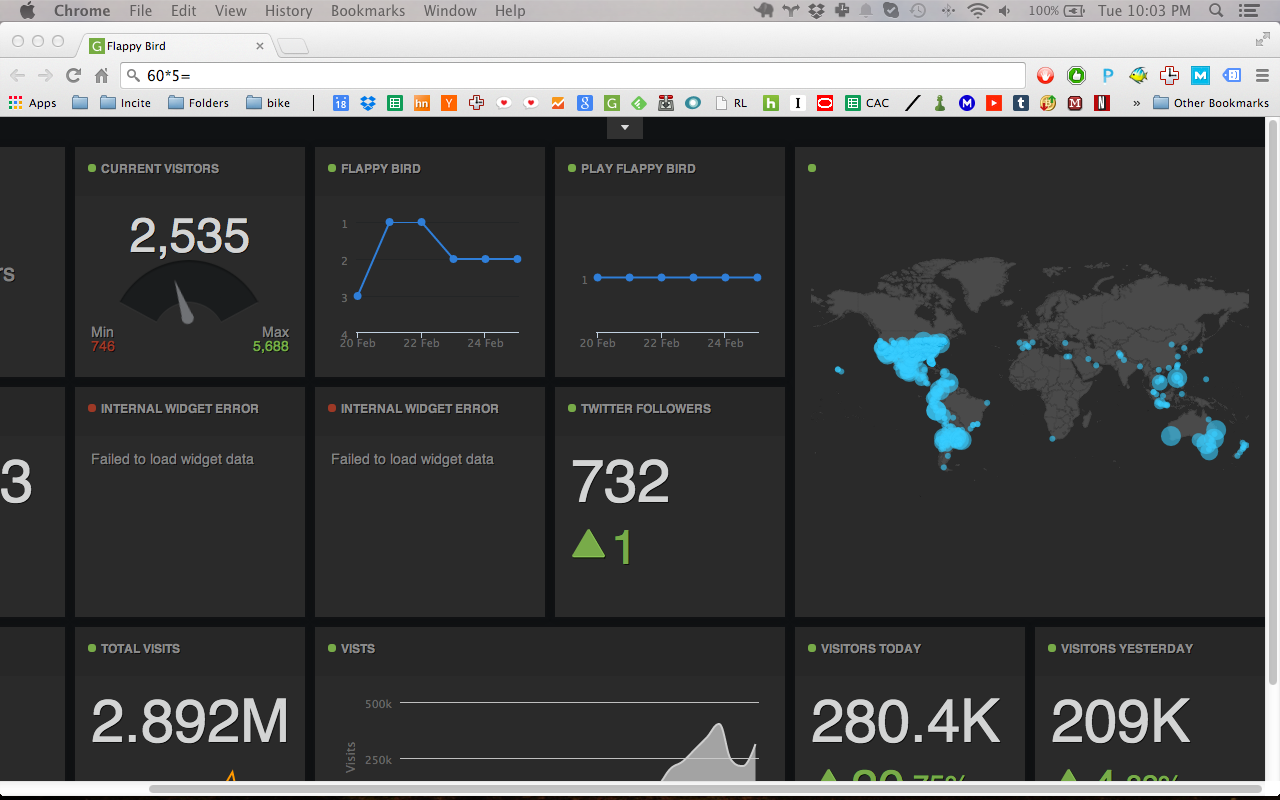 Chrome File Edit View History Bookmarks Window Help 100% Tue 10:03 PM
Flappy Bird
60*5=
Apps Incite Folders bike 18 hn Y 8 G RL h I CAC M t M N » Other Bookmarks
CURRENT VISITORS
2,535
Min
746
Max
5,688
FLAPPY BIRD
1
2
3
4
20 Feb 22 Feb 24 Feb
PLAY FLAPPY BIRD
1
20 Feb 22 Feb 24 Feb
rs
3
INTERNAL WIDGET ERROR
Failed to load widget data
INTERNAL WIDGET ERROR
Failed to load widget data
TWITTER FOLLOWERS
732
1
TOTAL VISITS
2.892M
VISTS
500k
250k
Visits
VISITORS TODAY
280.4K
VISITORS YESTERDAY
209K